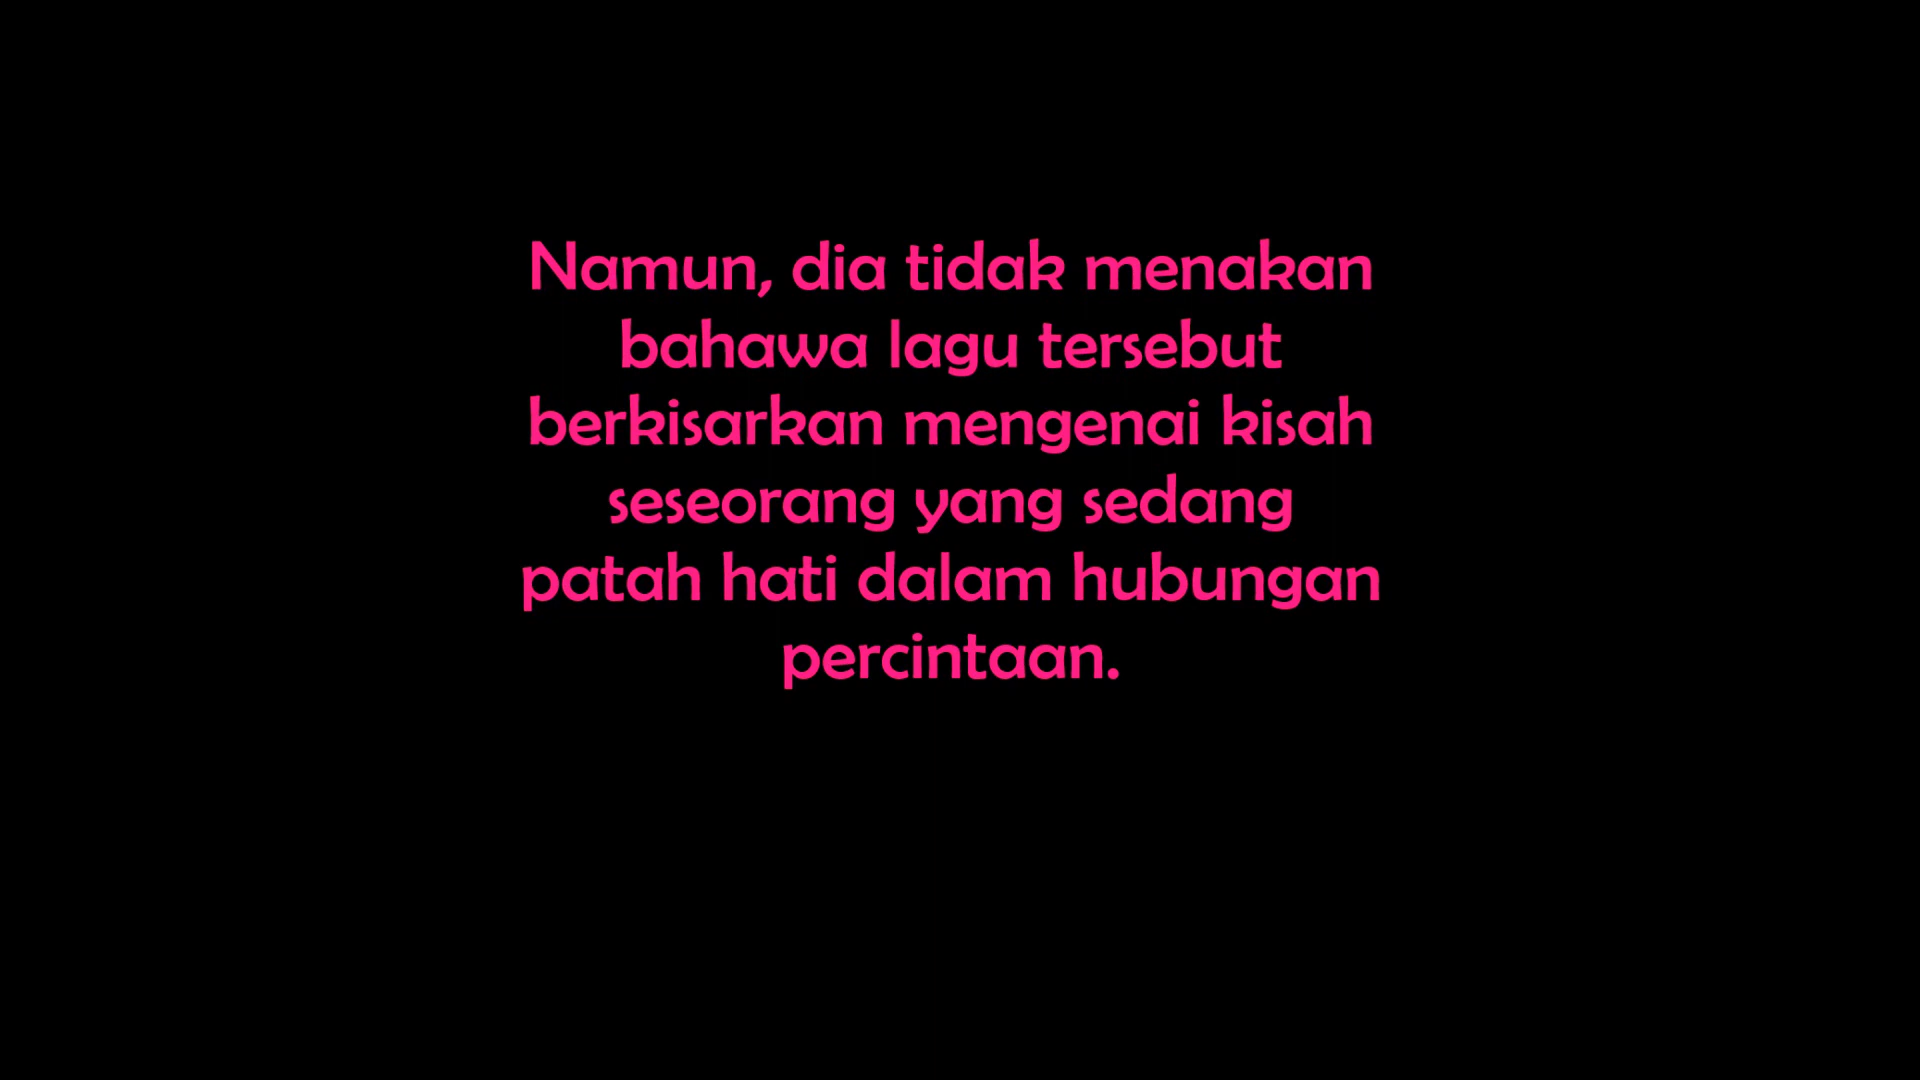 Namun, dia tidak menakan
bahawa lagu tersebut
berkisarkan mengenai kisah
seseorang yang sedang
patah hati dalam hubungan
percintaan.